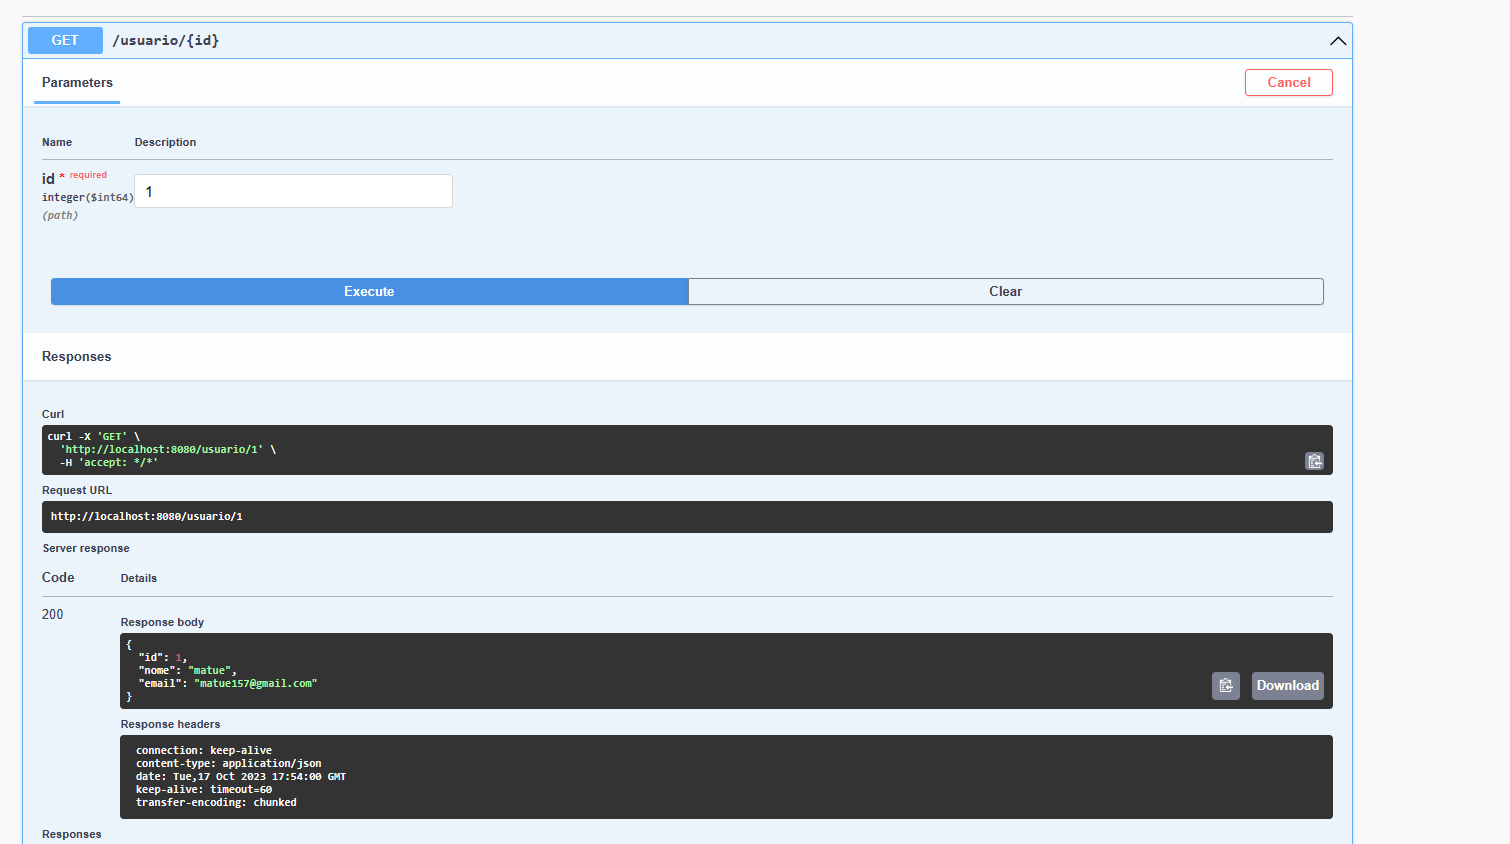 GET /usuario/{id}
Parameters
Cancel
Name Description
id * required
integer($int64)
(path)
1
Execute Clear
Responses
Curl
curl -X 'GET' \
'http://localhost:8080/usuario/1' \
-H 'accept: */*'
Request URL
http://localhost:8080/usuario/1
Server response
Code Details
200
Response body
{
"id": 1,
"nome": "matue",
"email": "matue157@gmail.com"
}
Download
Response headers
connection: keep-alive
content-type: application/json
date: Tue,17 Oct 2023 17:54:00 GMT
keep-alive: timeout=60
transfer-encoding: chunked
Responses